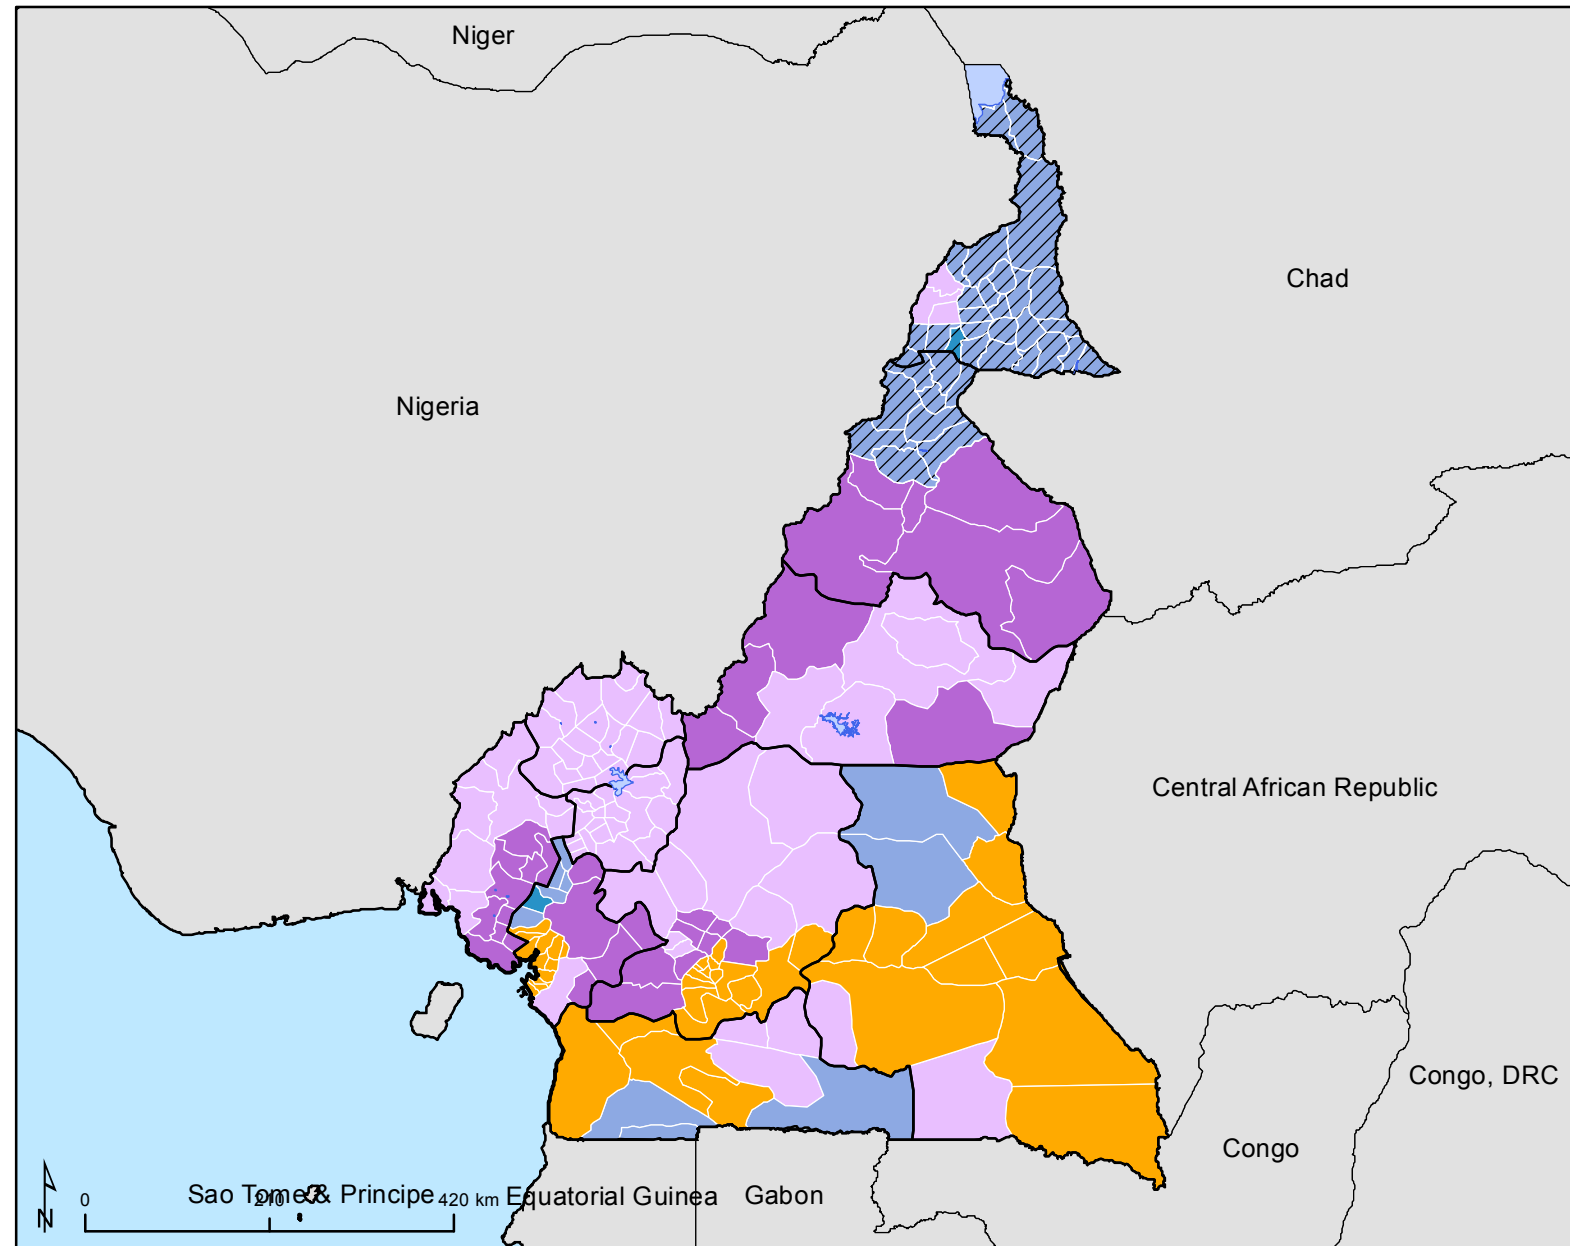 Niger
Chad
Nigeria
Central African Republic
Congo, DRC
Congo
Sao Tome & Principe
Equatorial Guinea
Gabon
0
210
420 km
N